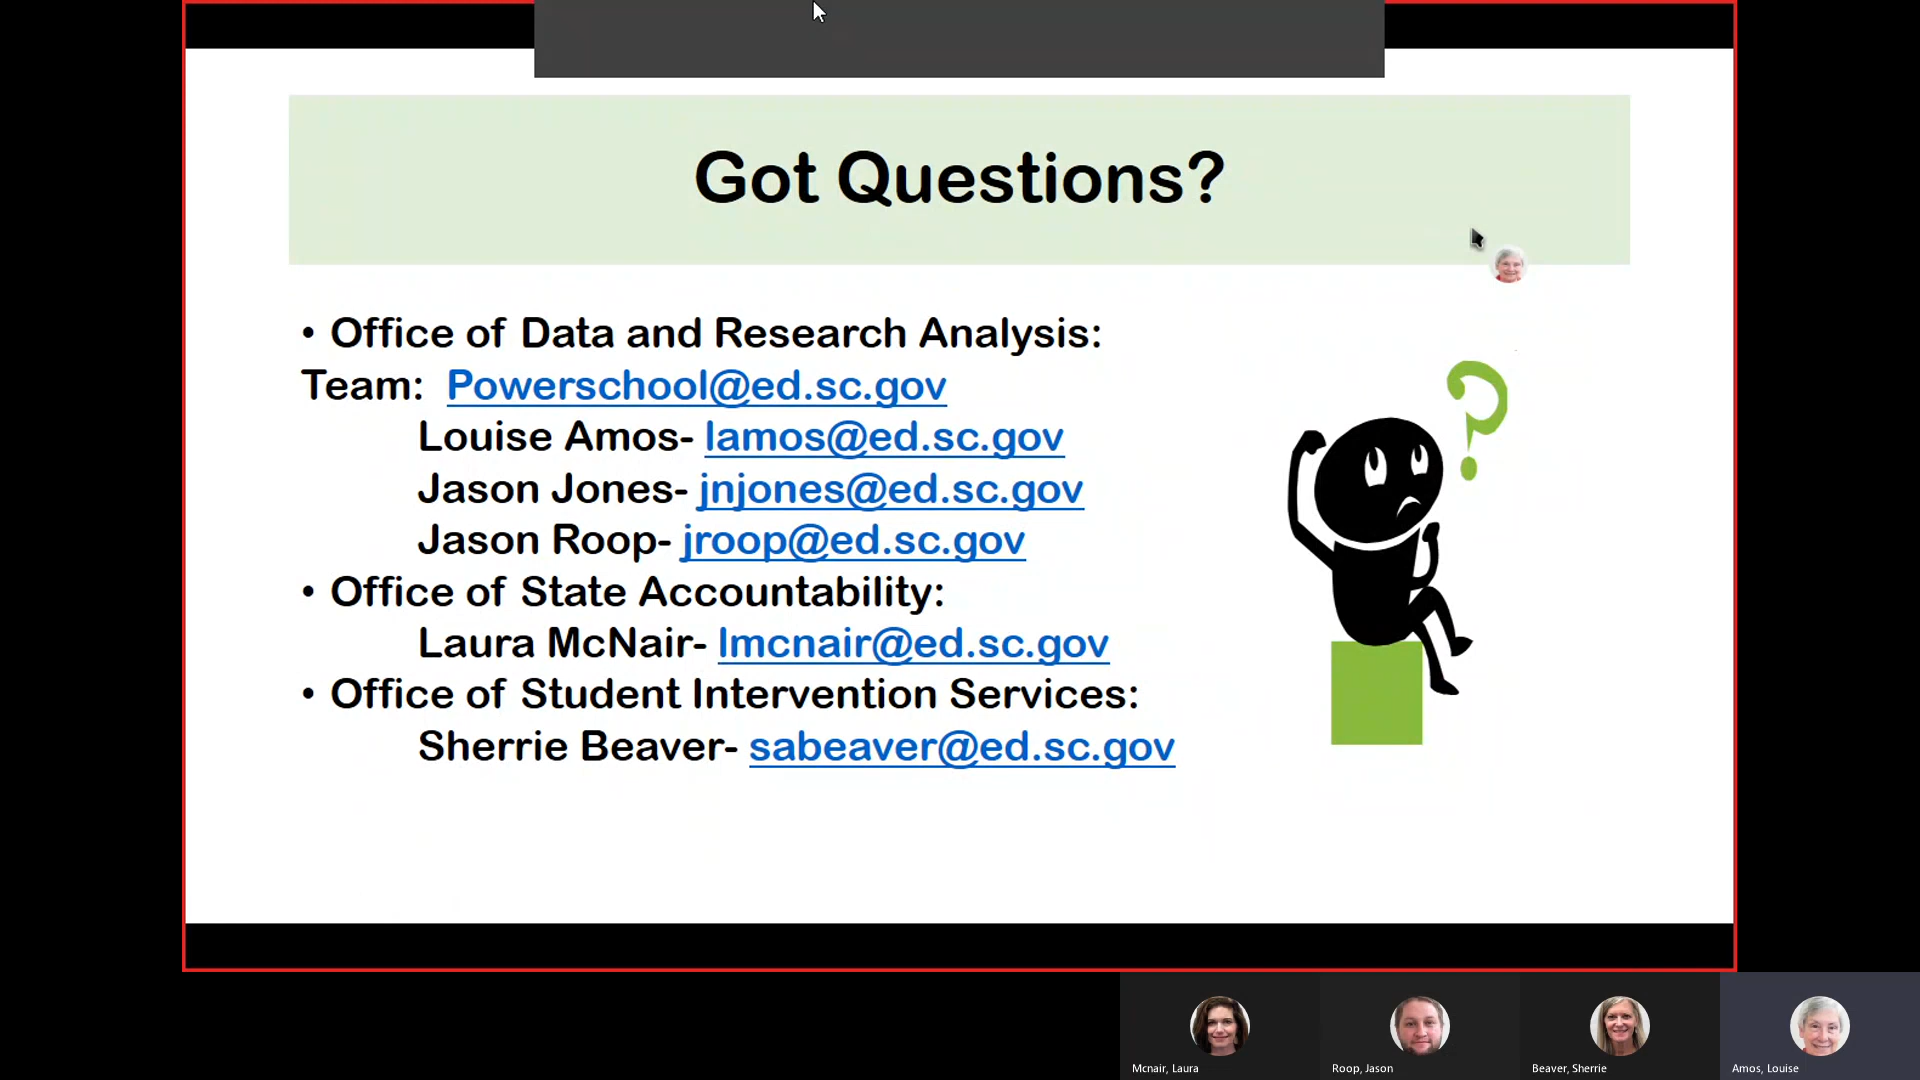 Got Questions?
• Office of Data and Research Analysis:
Team: Powerschool@ed.sc.gov
Louise Amos- lamos@ed.sc.gov
Jason Jones- jnjones@ed.sc.gov
Jason Roop- jroop@ed.sc.gov
• Office of State Accountability:
Laura McNair- lmcnair@ed.sc.gov
• Office of Student Intervention Services:
Sherrie Beaver- sabeaver@ed.sc.gov
?
Mcnair, Laura
Roop, Jason
Beaver, Sherrie
Amos, Louise